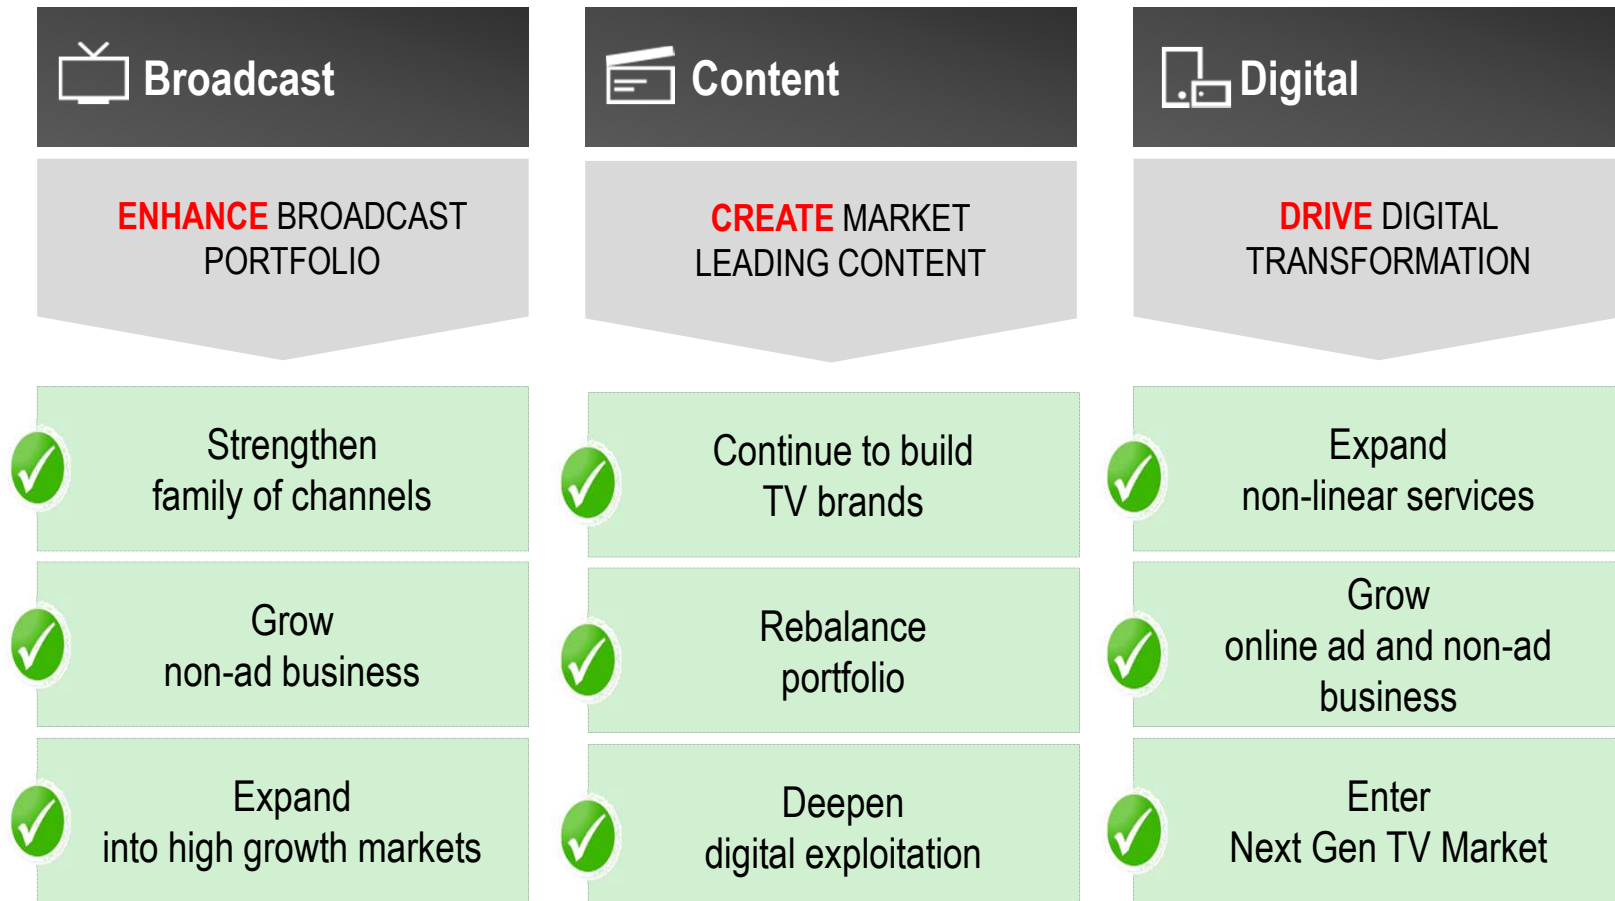 Broadcast
ENHANCE BROADCAST
PORTFOLIO
Strengthen
family of channels
Grow
non-ad business
Expand
into high growth markets
Content
CREATE MARKET
LEADING CONTENT
Continue to build
TV brands
Rebalance
portfolio
Deepen
digital exploitation
Digital
DRIVE DIGITAL
TRANSFORMATION
Expand
non-linear services
Grow
online ad and non-ad
business
Enter
Next Gen TV Market